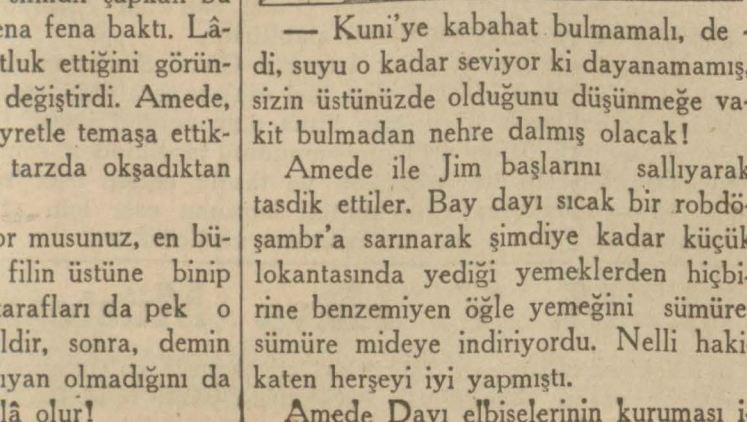 ena fena baktı. Lâ-
tluk ettiğini görün-
değiştirdi. Amede,
yretle temaşa ettik-
tarzda okşadıktan
or musunuz, en bü-
filin üstüne binip
tarafları da pek o
ldir, sonra, demin
ıyan olmadığını da
lâ olur!
— Kuni'ye kabahat bulmamalı, de -
di, suyu o kadar seviyor ki dayanamamış,
sizin üstünüzde olduğunu düşünmeğe va-
kit bulmadan nehre dalmış olacak!
Amede ile Jim başlarını sallıyarak
tasdik ettiler. Bay dayı sıcak bir robdö-
şambr'a sarınarak şimdiye kadar küçük
lokantasında yediği yemeklerden hiçbi-
rine benzemiyen öğle yemeğini sümüre
sümüre mideye indiriyordu. Nelli haki-
katen herşeyi iyi yapmıştı.
Amede Dayı elbiselerinin kuruması i-